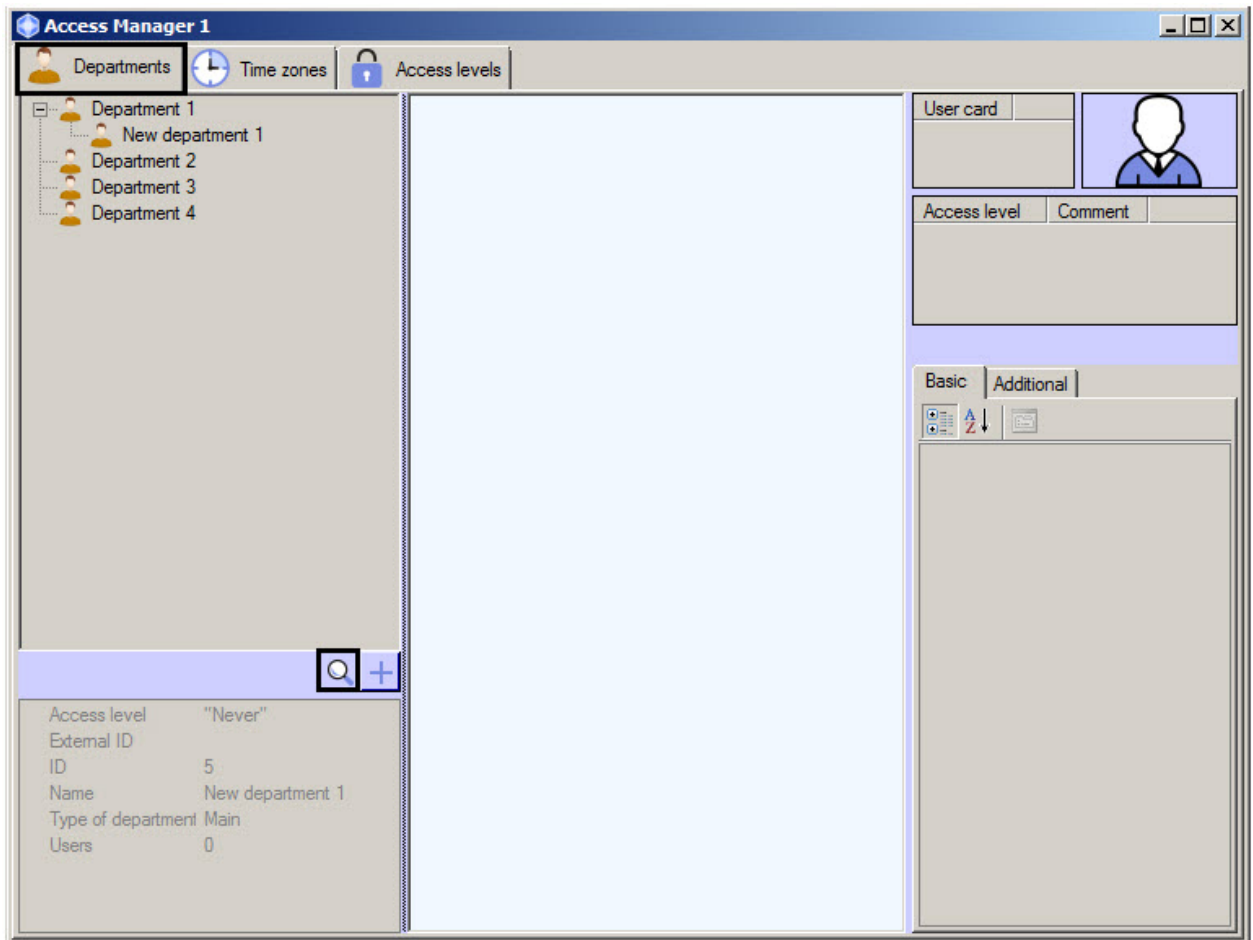 Access Manager 1
Departments Time zones Access levels
Department 1
New department 1
Department 2
Department 3
Department 4
Access level "Never"
External ID
ID 5
Name New department 1
Type of department Main
Users 0
User card
Access level Comment
Basic Additional
A
Z